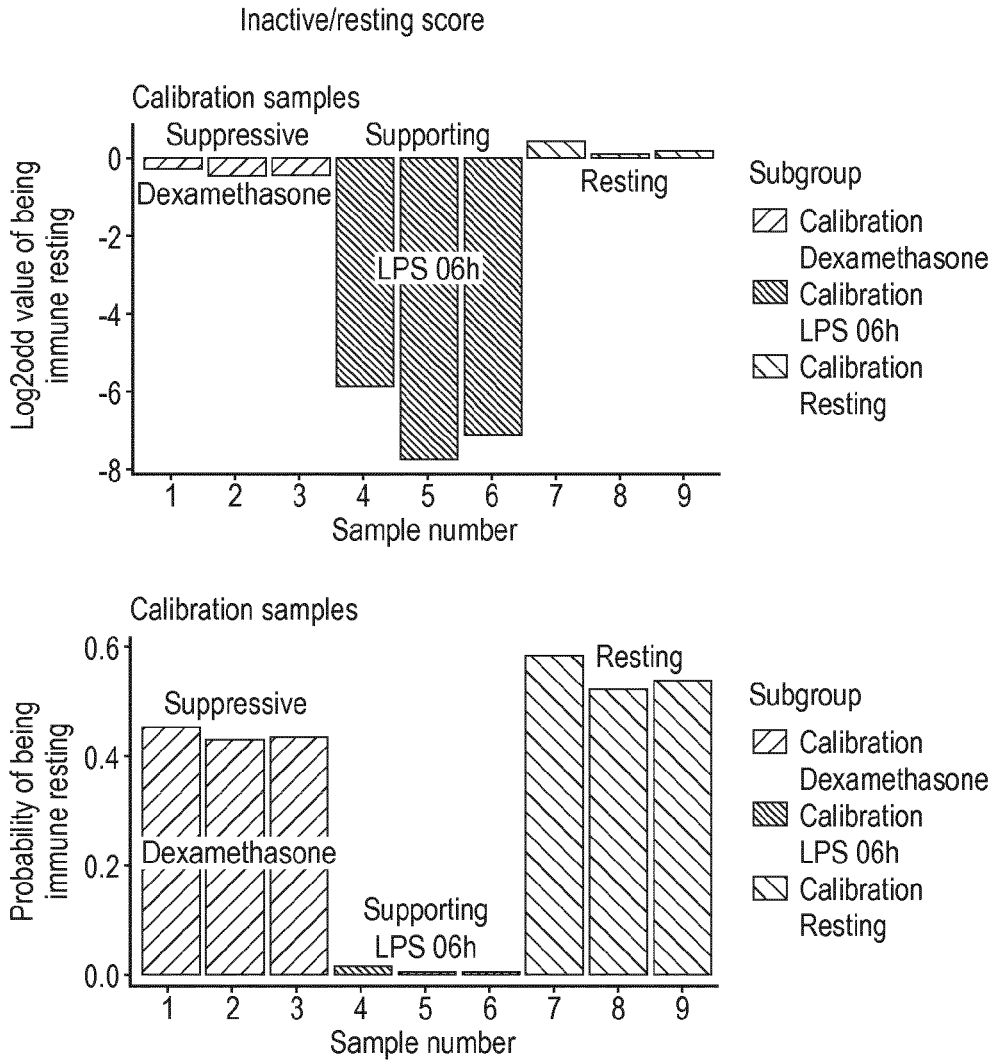 Inactive/resting score
Calibration samples
Suppressive
Supporting
Dexamethasone
LPS 06h
Resting
Log2odd value of being
immune resting
0
-2
-4
-6
-8
1 2 3 4 5 6 7 8 9
Sample number
Subgroup
Calibration
Dexamethasone
Calibration
LPS 06h
Calibration
Resting
Calibration samples
Suppressive
Dexamethasone
Supporting
LPS 06h
Resting
Probability of being
immune resting
0.6
0.4
0.2
0.0
1 2 3 4 5 6 7 8 9
Sample number
Subgroup
Calibration
Dexamethasone
Calibration
LPS 06h
Calibration
Resting